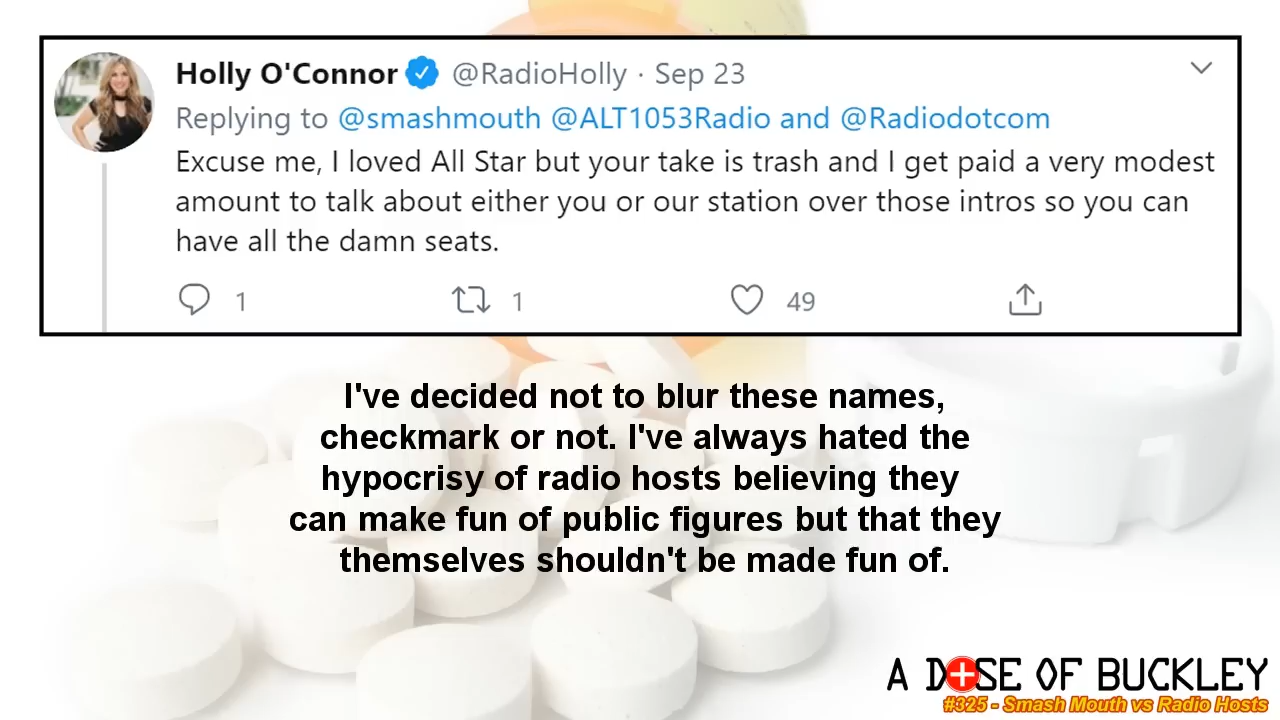 Holly O'Connor @RadioHolly · Sep 23
Replying to @smashmouth @ALT1053Radio and @Radiodotcom
Excuse me, I loved All Star but your take is trash and I get paid a very modest
amount to talk about either you or our station over those intros so you can
have all the damn seats.
1 1 49
I've decided not to blur these names,
checkmark or not. I've always hated the
hypocrisy of radio hosts believing they
can make fun of public figures but that they
themselves shouldn't be made fun of.
A DOSE OF BUCKLEY
#325 - Smash Mouth vs Radio Hosts